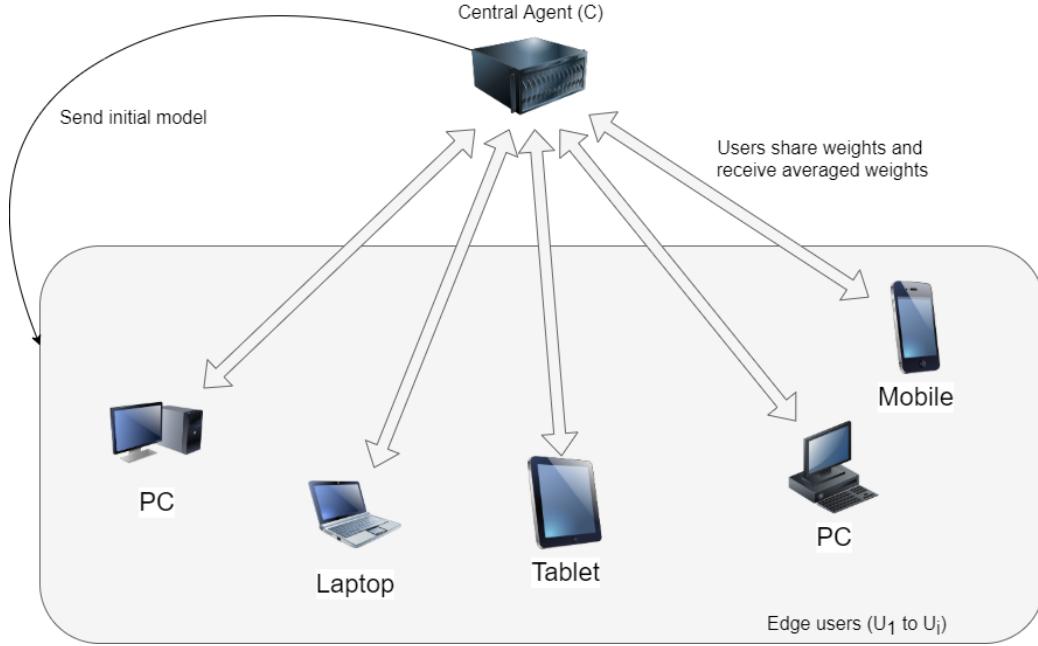 Central Agent (C)
Send initial model
Users share weights and
receive averaged weights
Mobile
PC
PC
Laptop
Tablet
Edge users (U₁ to Uᵢ)